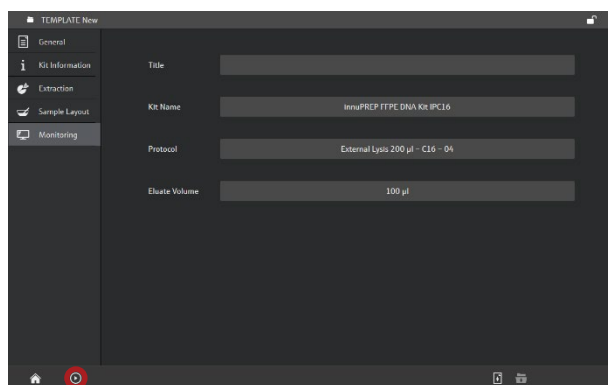 TEMPLATE New
General
Kit Information
Extraction
Sample Layout
Monitoring
Title
Kit Name
InnuPREP FFPE DNA Kit IPC16
Protocol
External Lysis 200 µl – C16 – 04
Eluate Volume
100 µl